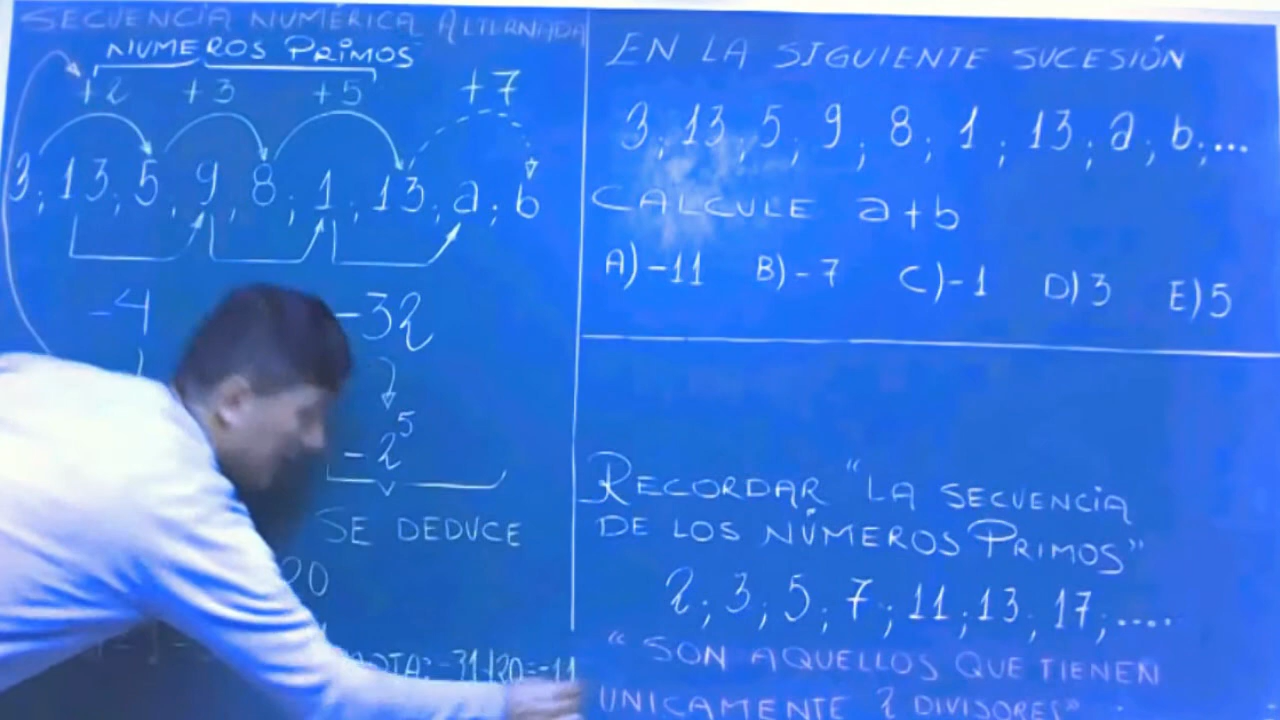 SECUENCIA NUMÉRICA ALTERNADA
NUMEROS PRIMOS
+2 +3 +5 +7
3; 13; 5; 9; 8; 1; 13; a; b
-4 -32
-2⁵
SE DEDUCE
20
-31+20=-11
EN LA SIGUIENTE SUCESIÓN
3; 13; 5; 9; 8; 1; 13; a; b;...
CALCULE a+b
A)-11 B)-7 C)-1 D)3 E)5
RECORDAR "LA SECUENCIA
DE LOS NÚMEROS PRIMOS"
2; 3; 5; 7; 11; 13; 17;.....
"SON AQUELLOS QUE TIENEN
UNICAMENTE 2 DIVISORES"